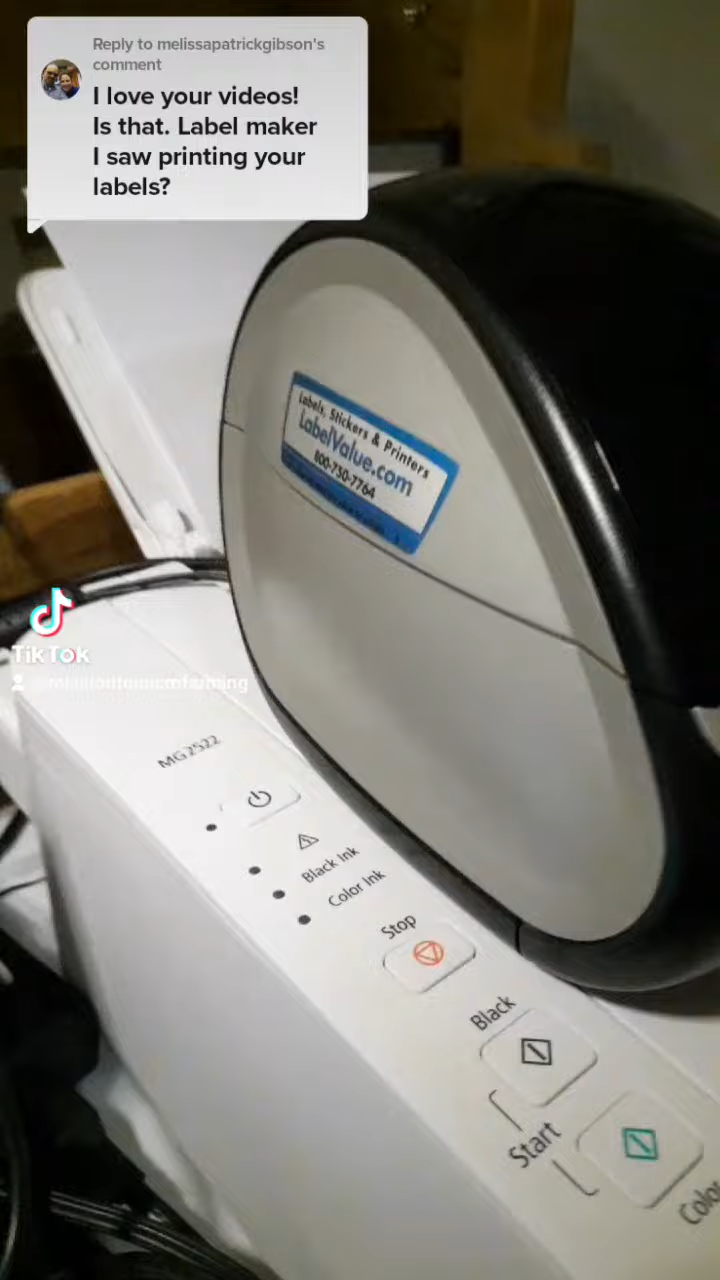 Reply to melissapatrickgibson's
comment
I love your videos!
Is that. Label maker
I saw printing your
labels?
Labels, Stickers & Printers
LabelValue.com
800-750-7764
TikTok
MG2522
Black Ink
Color Ink
Stop
Black
Start
Color